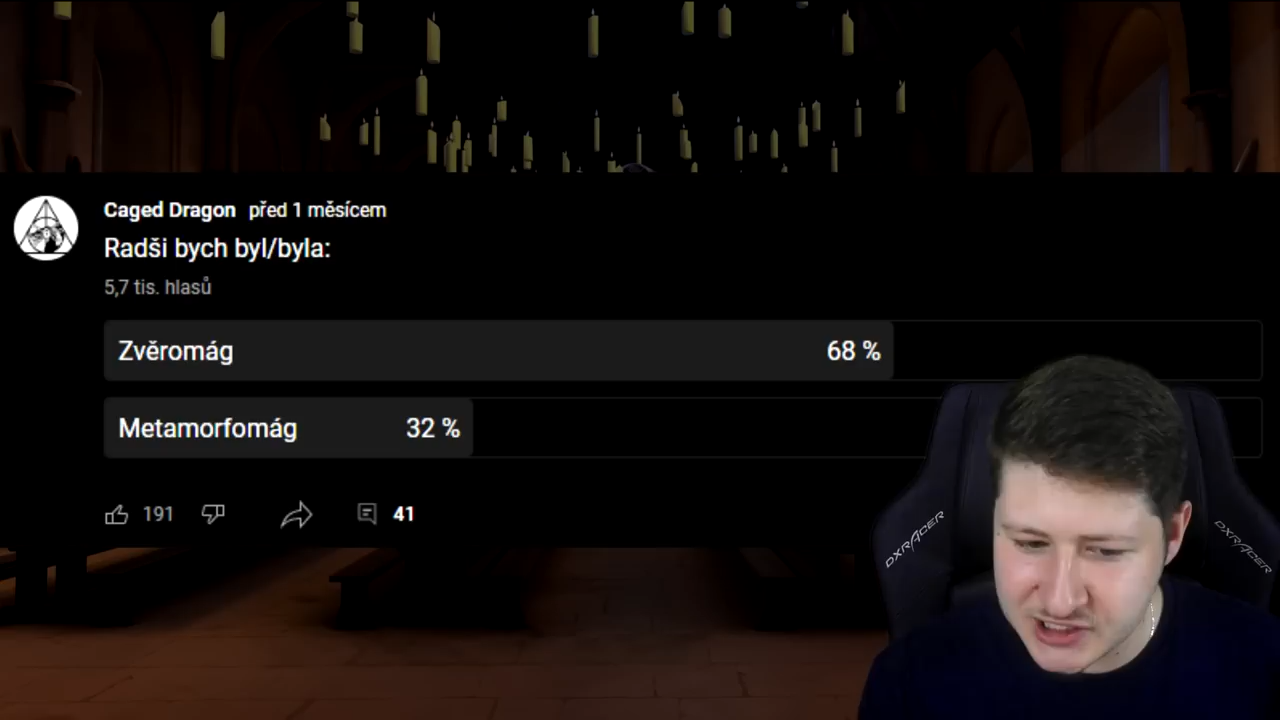 Caged Dragon před 1 měsícem
Radši bych byl/byla:
5,7 tis. hlasů
Zvěromág 68 %
Metamorfomág 32 %
191 41
DXRACER DXRACER